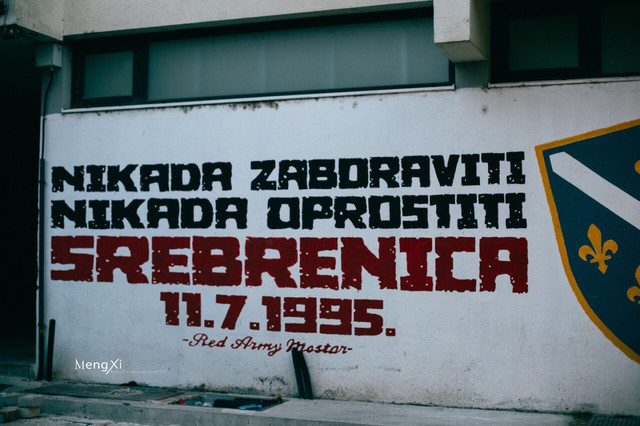 NIKADA ZABORAVITI
NIKADA OPROSTITI
SREBRENICA
11.7.1995.
-Red Army Mostar-
MengXi